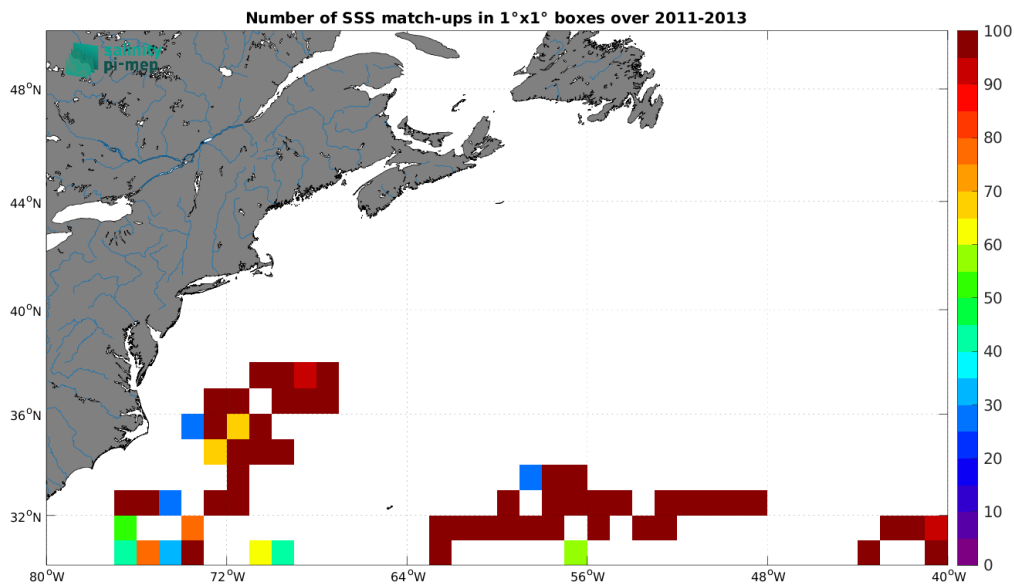 Number of SSS match-ups in 1°x1° boxes over 2011-2013
salinity
pi-mep
48°N
44°N
40°N
36°N
32°N
80°W 72°W 64°W 56°W 48°W 40°W
100
90
80
70
60
50
40
30
20
10
0